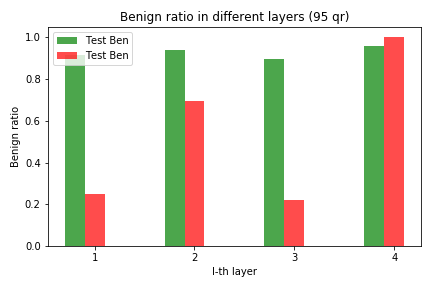 Benign ratio in different layers (95 qr)
Test Ben
Test Ben
Benign ratio
1.0
0.8
0.6
0.4
0.2
0.0
1 2 3 4
l-th layer